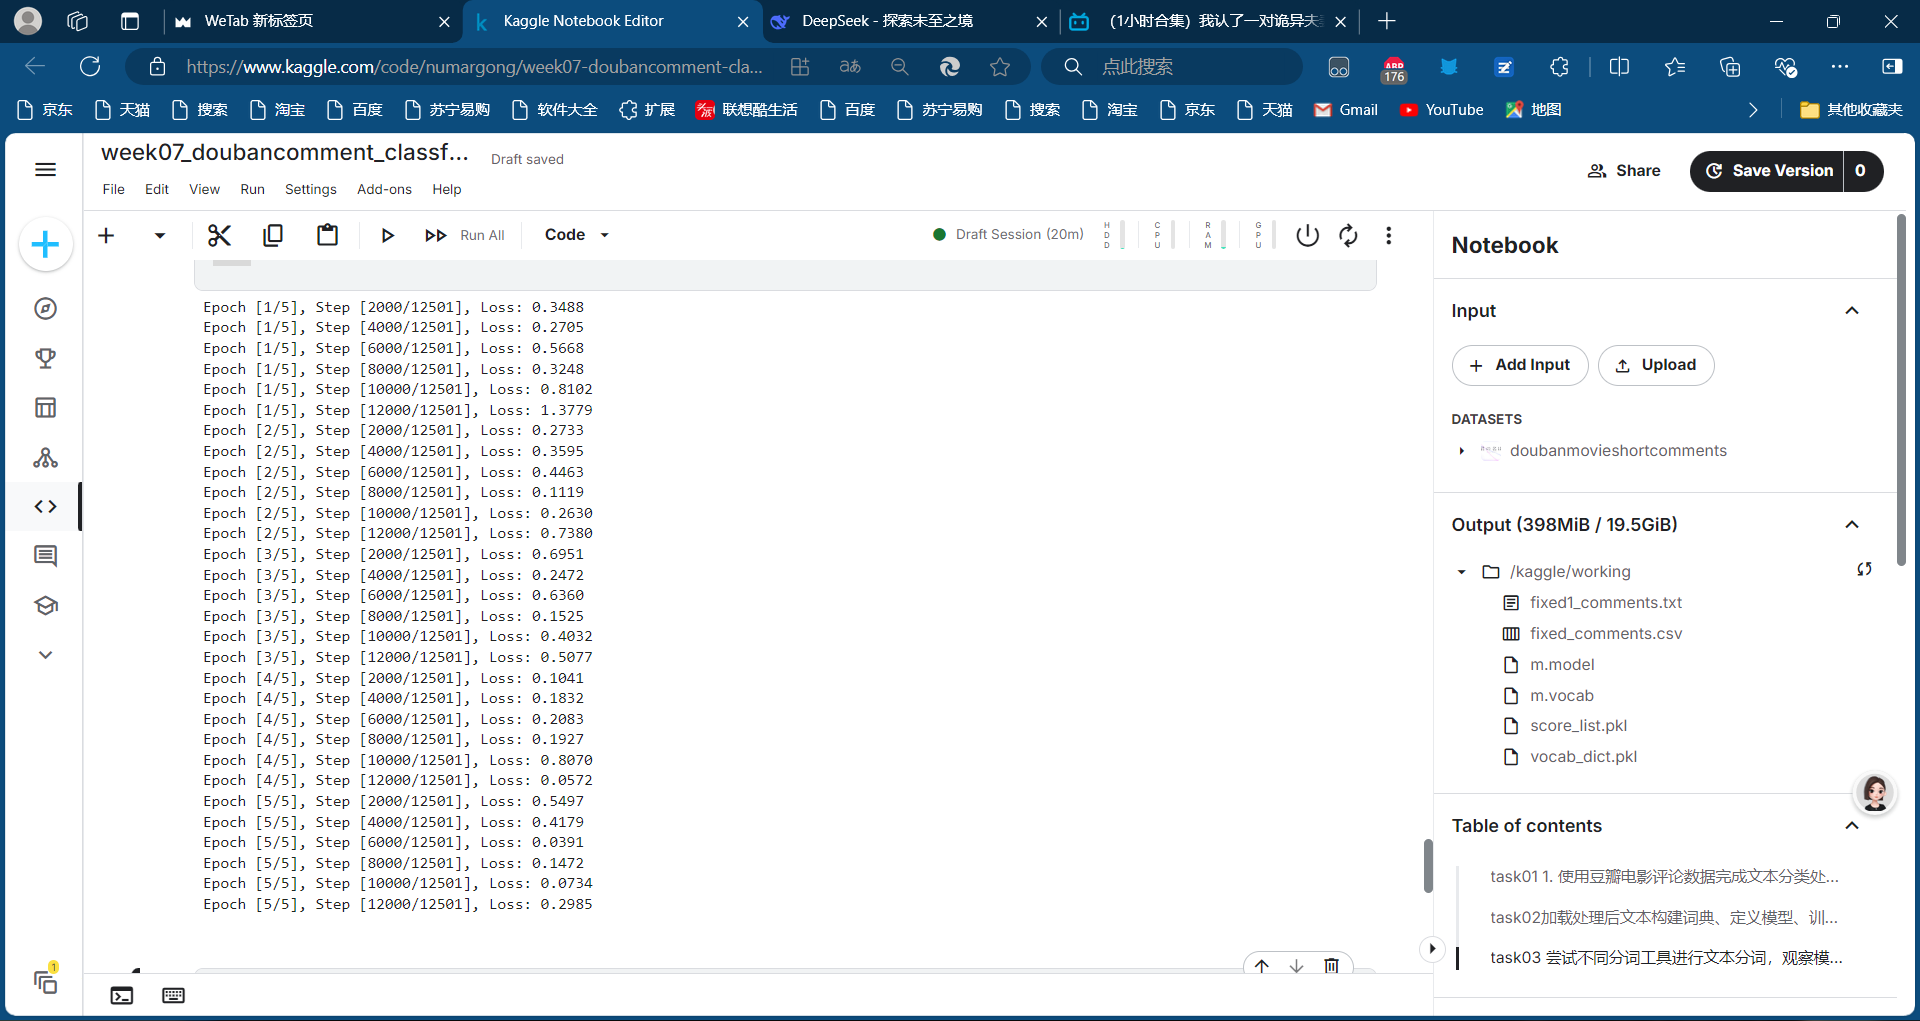 WeTab 新标签页
Kaggle Notebook Editor
DeepSeek - 探索未至之境
（1小时合集）我认了一对诡异夫
https://www.kaggle.com/code/numargong/week07-doubancomment-cla...
点此搜索
176
京东
天猫
搜索
淘宝
百度
苏宁易购
软件大全
扩展
联想酷生活
百度
苏宁易购
搜索
淘宝
京东
天猫
Gmail
YouTube
地图
其他收藏夹
week07_doubancomment_classf...
Draft saved
File
Edit
View
Run
Settings
Add-ons
Help
Share
Save Version
0
Run All
Code
Draft Session (20m)
HDD
CPU
RAM
GPU
Epoch [1/5], Step [2000/12501], Loss: 0.3488
Epoch [1/5], Step [4000/12501], Loss: 0.2705
Epoch [1/5], Step [6000/12501], Loss: 0.5668
Epoch [1/5], Step [8000/12501], Loss: 0.3248
Epoch [1/5], Step [10000/12501], Loss: 0.8102
Epoch [1/5], Step [12000/12501], Loss: 1.3779
Epoch [2/5], Step [2000/12501], Loss: 0.2733
Epoch [2/5], Step [4000/12501], Loss: 0.3595
Epoch [2/5], Step [6000/12501], Loss: 0.4463
Epoch [2/5], Step [8000/12501], Loss: 0.1119
Epoch [2/5], Step [10000/12501], Loss: 0.2630
Epoch [2/5], Step [12000/12501], Loss: 0.7380
Epoch [3/5], Step [2000/12501], Loss: 0.6951
Epoch [3/5], Step [4000/12501], Loss: 0.2472
Epoch [3/5], Step [6000/12501], Loss: 0.6360
Epoch [3/5], Step [8000/12501], Loss: 0.1525
Epoch [3/5], Step [10000/12501], Loss: 0.4032
Epoch [3/5], Step [12000/12501], Loss: 0.5077
Epoch [4/5], Step [2000/12501], Loss: 0.1041
Epoch [4/5], Step [4000/12501], Loss: 0.1832
Epoch [4/5], Step [6000/12501], Loss: 0.2083
Epoch [4/5], Step [8000/12501], Loss: 0.1927
Epoch [4/5], Step [10000/12501], Loss: 0.8070
Epoch [4/5], Step [12000/12501], Loss: 0.0572
Epoch [5/5], Step [2000/12501], Loss: 0.5497
Epoch [5/5], Step [4000/12501], Loss: 0.4179
Epoch [5/5], Step [6000/12501], Loss: 0.0391
Epoch [5/5], Step [8000/12501], Loss: 0.1472
Epoch [5/5], Step [10000/12501], Loss: 0.0734
Epoch [5/5], Step [12000/12501], Loss: 0.2985
Notebook
Input
Add Input
Upload
DATASETS
doubanmovieshortcomments
Output (398MiB / 19.5GiB)
/kaggle/working
fixed1_comments.txt
fixed_comments.csv
m.model
m.vocab
score_list.pkl
vocab_dict.pkl
Table of contents
task01 1. 使用豆瓣电影评论数据完成文本分类处...
task02加载处理后文本构建词典、定义模型、训...
task03 尝试不同分词工具进行文本分词，观察模...
1